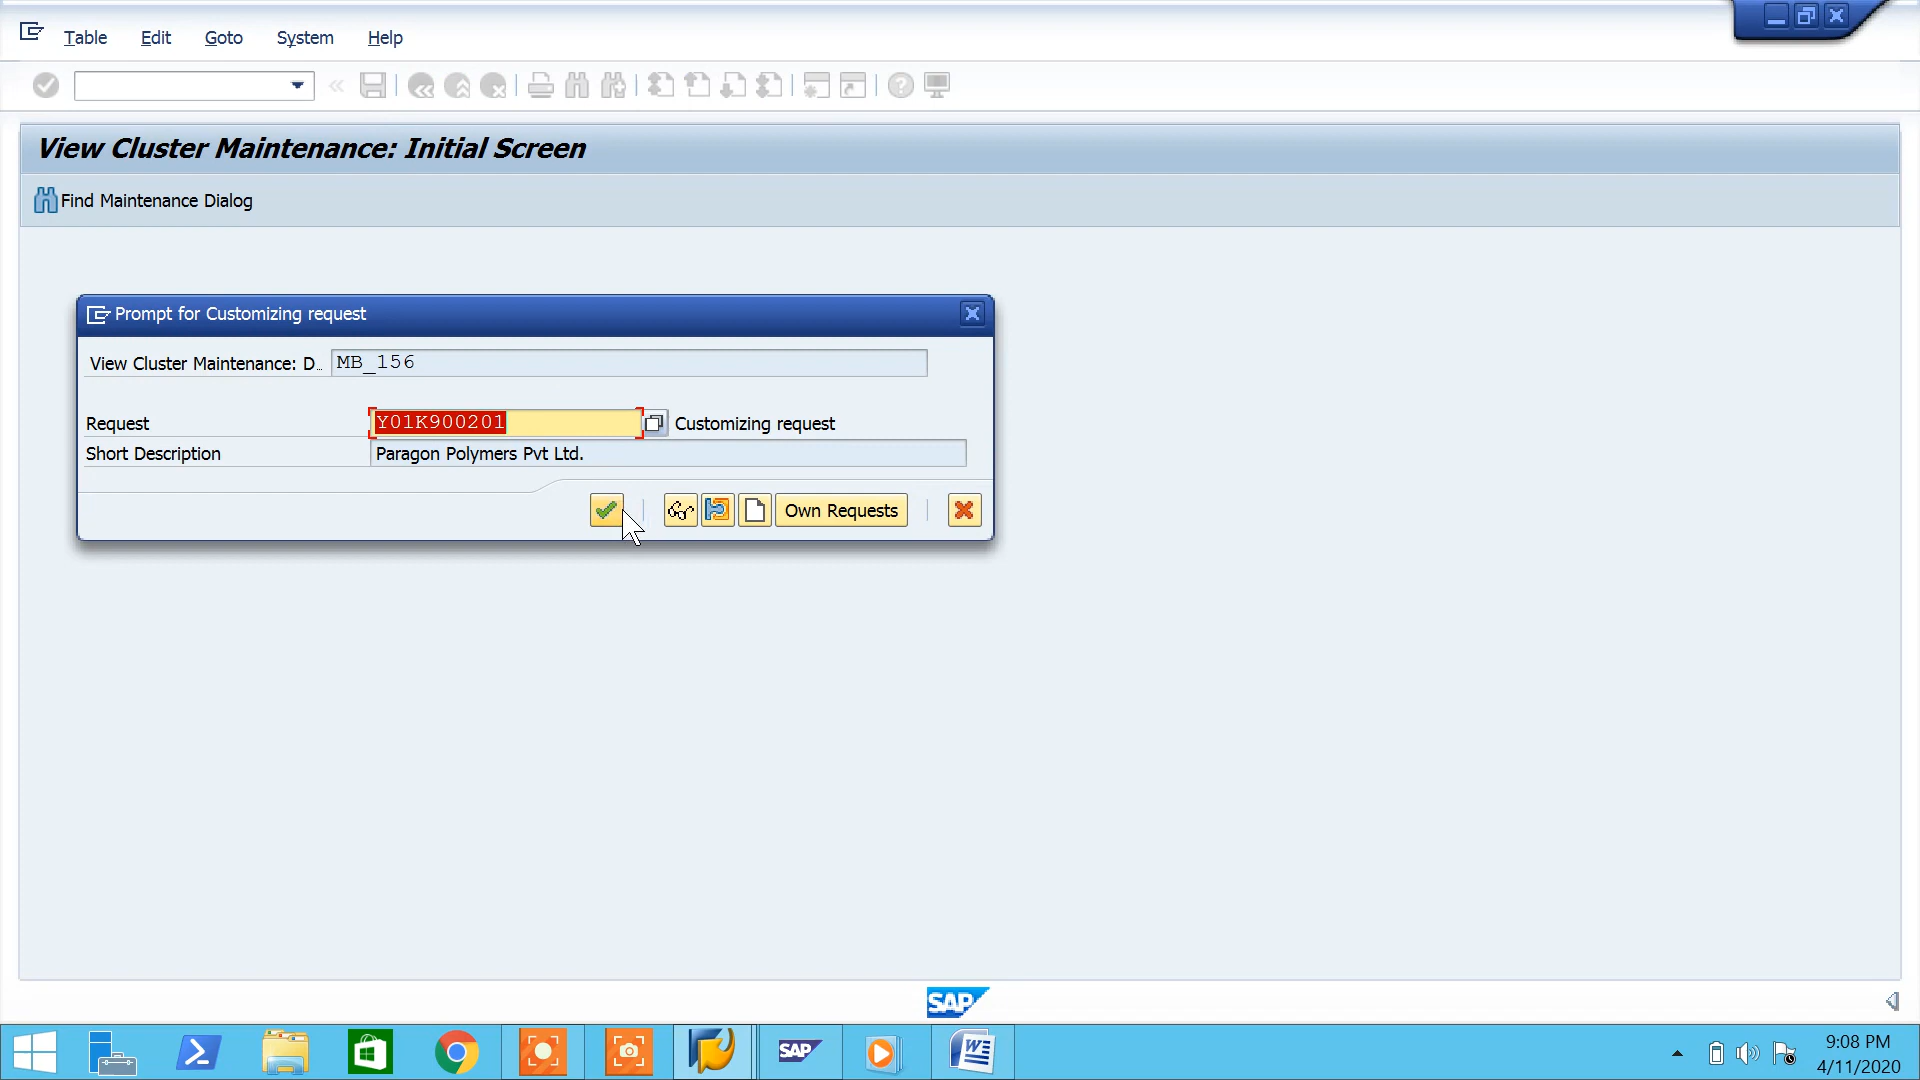 Table Edit Goto System Help
View Cluster Maintenance: Initial Screen
Find Maintenance Dialog
Prompt for Customizing request
View Cluster Maintenance: D.. MB_156
Request Y01K900201 Customizing request
Short Description Paragon Polymers Pvt Ltd.
Own Requests
SAP
SAP
9:08 PM
4/11/2020